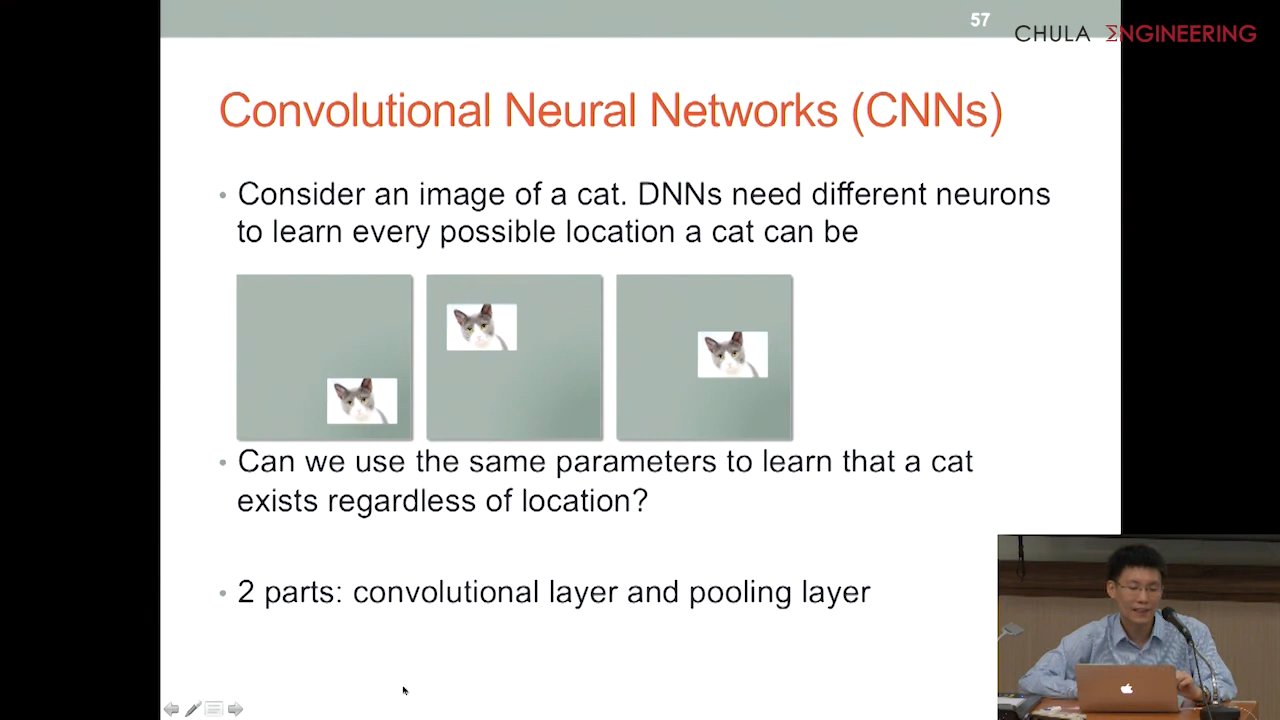 57
CHULA ΣNGINEERING
Convolutional Neural Networks (CNNs)
• Consider an image of a cat. DNNs need different neurons
to learn every possible location a cat can be
• Can we use the same parameters to learn that a cat
exists regardless of location?
• 2 parts: convolutional layer and pooling layer